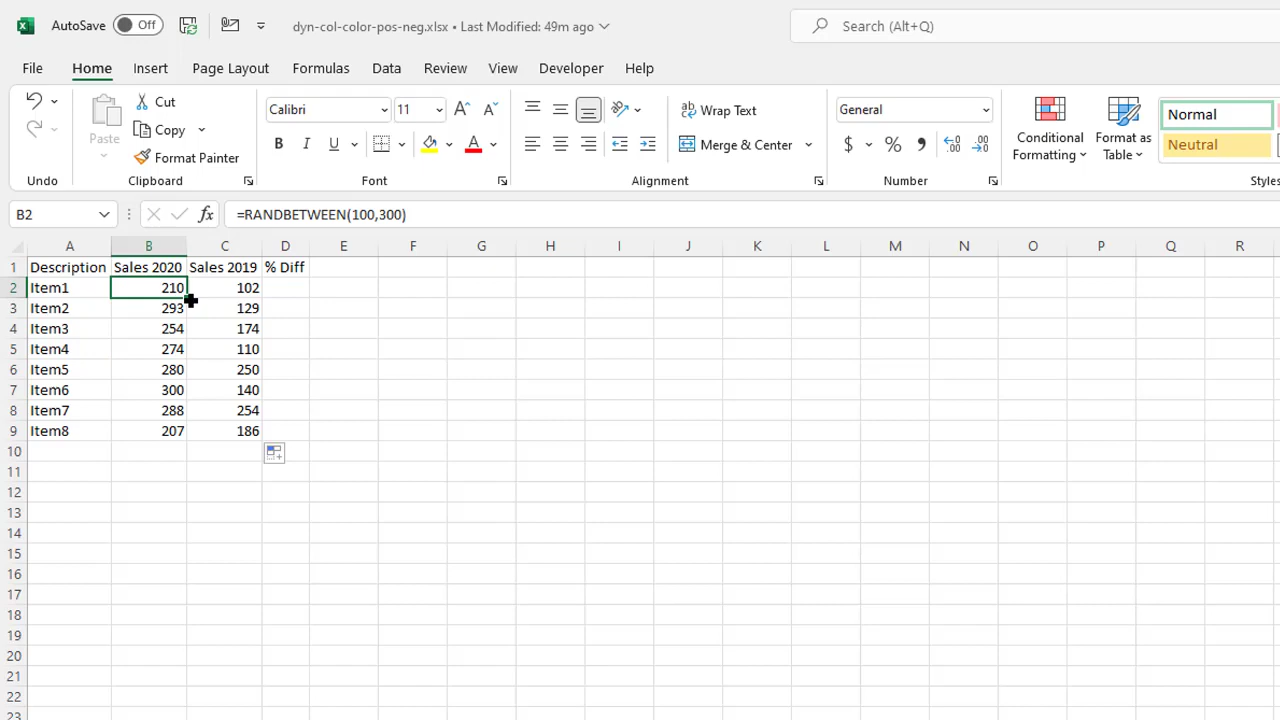 AutoSave Off dyn-col-color-pos-neg.xlsx • Last Modified: 49m ago Search (Alt+Q)
File Home Insert Page Layout Formulas Data Review View Developer Help
Cut
Copy
Format Painter
Paste
Calibri 11
B I U A
Wrap Text
Merge & Center
General
$ % 9
Conditional Formatting
Format as Table
Normal
Neutral
Undo Clipboard Font Alignment Number Styles
B2 fx =RANDBETWEEN(100,300)
A B C D E F G H I J K L M N O P Q R
1 Description Sales 2020 Sales 2019 % Diff
2 Item1 210 102
3 Item2 293 129
4 Item3 254 174
5 Item4 274 110
6 Item5 280 250
7 Item6 300 140
8 Item7 288 254
9 Item8 207 186
10
11
12
13
14
15
16
17
18
19
20
21
22
23